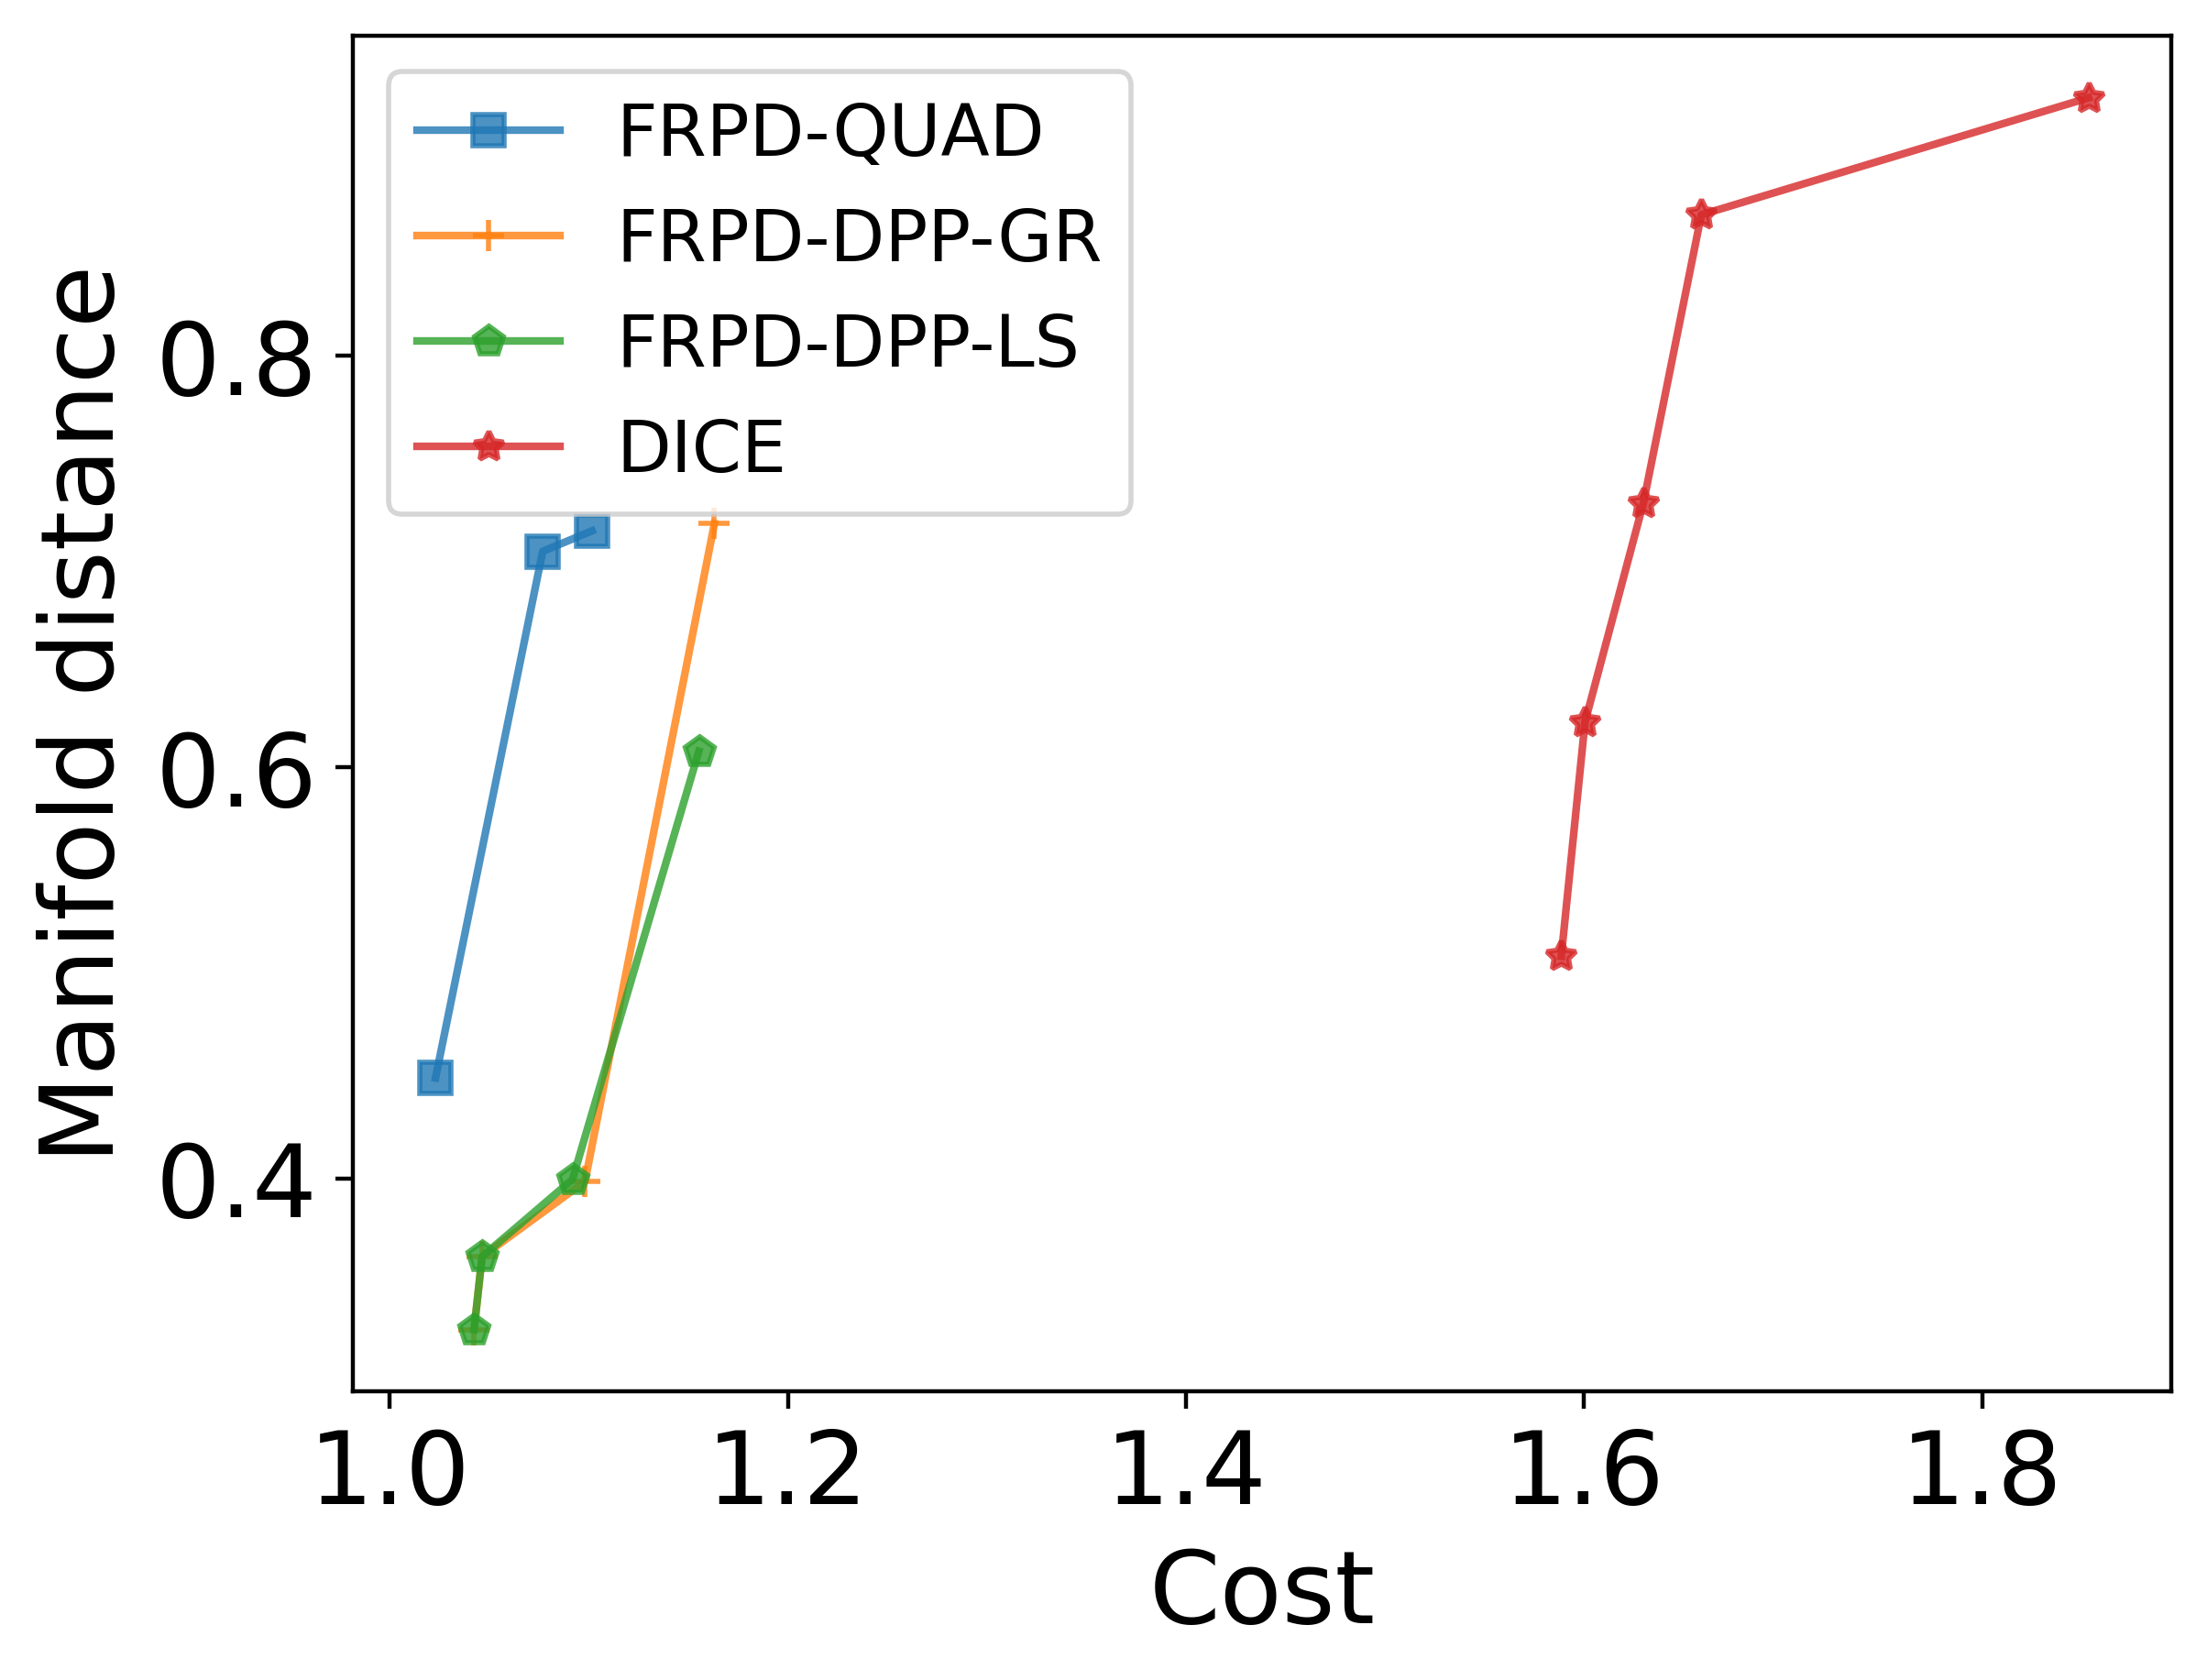 FRPD-QUAD
FRPD-DPP-GR
FRPD-DPP-LS
DICE
Manifold distance
0.8
0.6
0.4
1.0 1.2 1.4 1.6 1.8
Cost